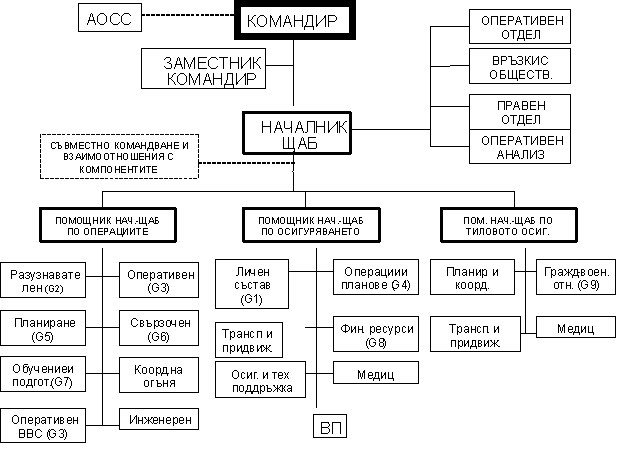 АОСС
КОМАНДИР
ОПЕРАТИВЕН
ОТДЕЛ
ЗАМЕСТНИК
КОМАНДИР
ВРЪЗКИС
ОБЩЕСТВ.
НАЧАЛНИК
ЩАБ
ПРАВЕН
ОТДЕЛ
ОПЕРАТИВЕН
АНАЛИЗ
СЪВМЕСТНО КОМАНДВАНЕ И
ВЗАИМООТНОШЕНИЯ С
КОМПОНЕНТИТЕ
ПОМОЩНИК НАЧ.-ЩАБ
ПО ОПЕРАЦИИТЕ
ПОМОЩНИК НАЧ.-ЩАБ
ПО ОСИГУРЯВАНЕТО
ПОМ. НАЧ.-ЩАБ ПО
ТИЛОВОТО ОСИГ.
Разузнавате
лен (G2)
Оперативен
(G3)
Планиране
(G5)
Свързочен
(G6)
Обучениеи
подгот.(G7)
Коорд.на
огъня
Оперативен
ВВС (G3)
Инженерен
Личен
състав (G1)
Операциии
планове (G4)
Трансп и
придвиж.
Фин. ресурси
(G8)
Осиг. и тех
поддръжка
Медиц
ВП
Планир и
коорд.
Граждвоен.
отн. (G9)
Трансп. и
придвиж.
Медиц